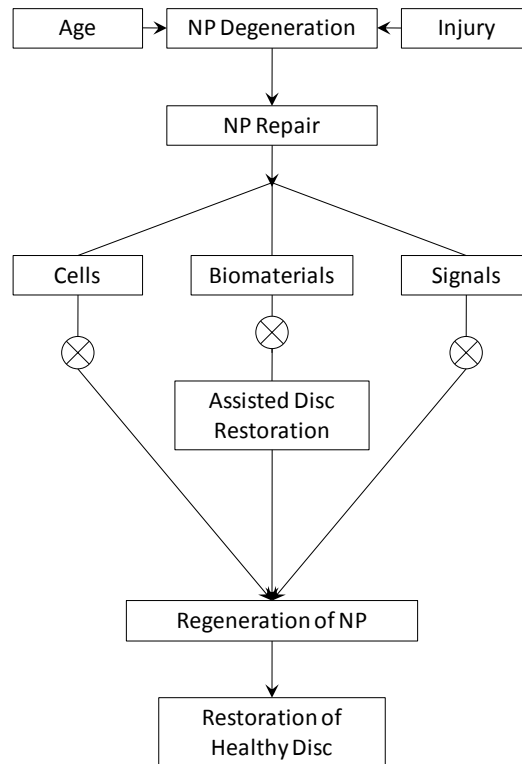 Age
NP Degeneration
Injury
NP Repair
Cells
Biomaterials
Signals
Assisted Disc
Restoration
Regeneration of NP
Restoration of
Healthy Disc